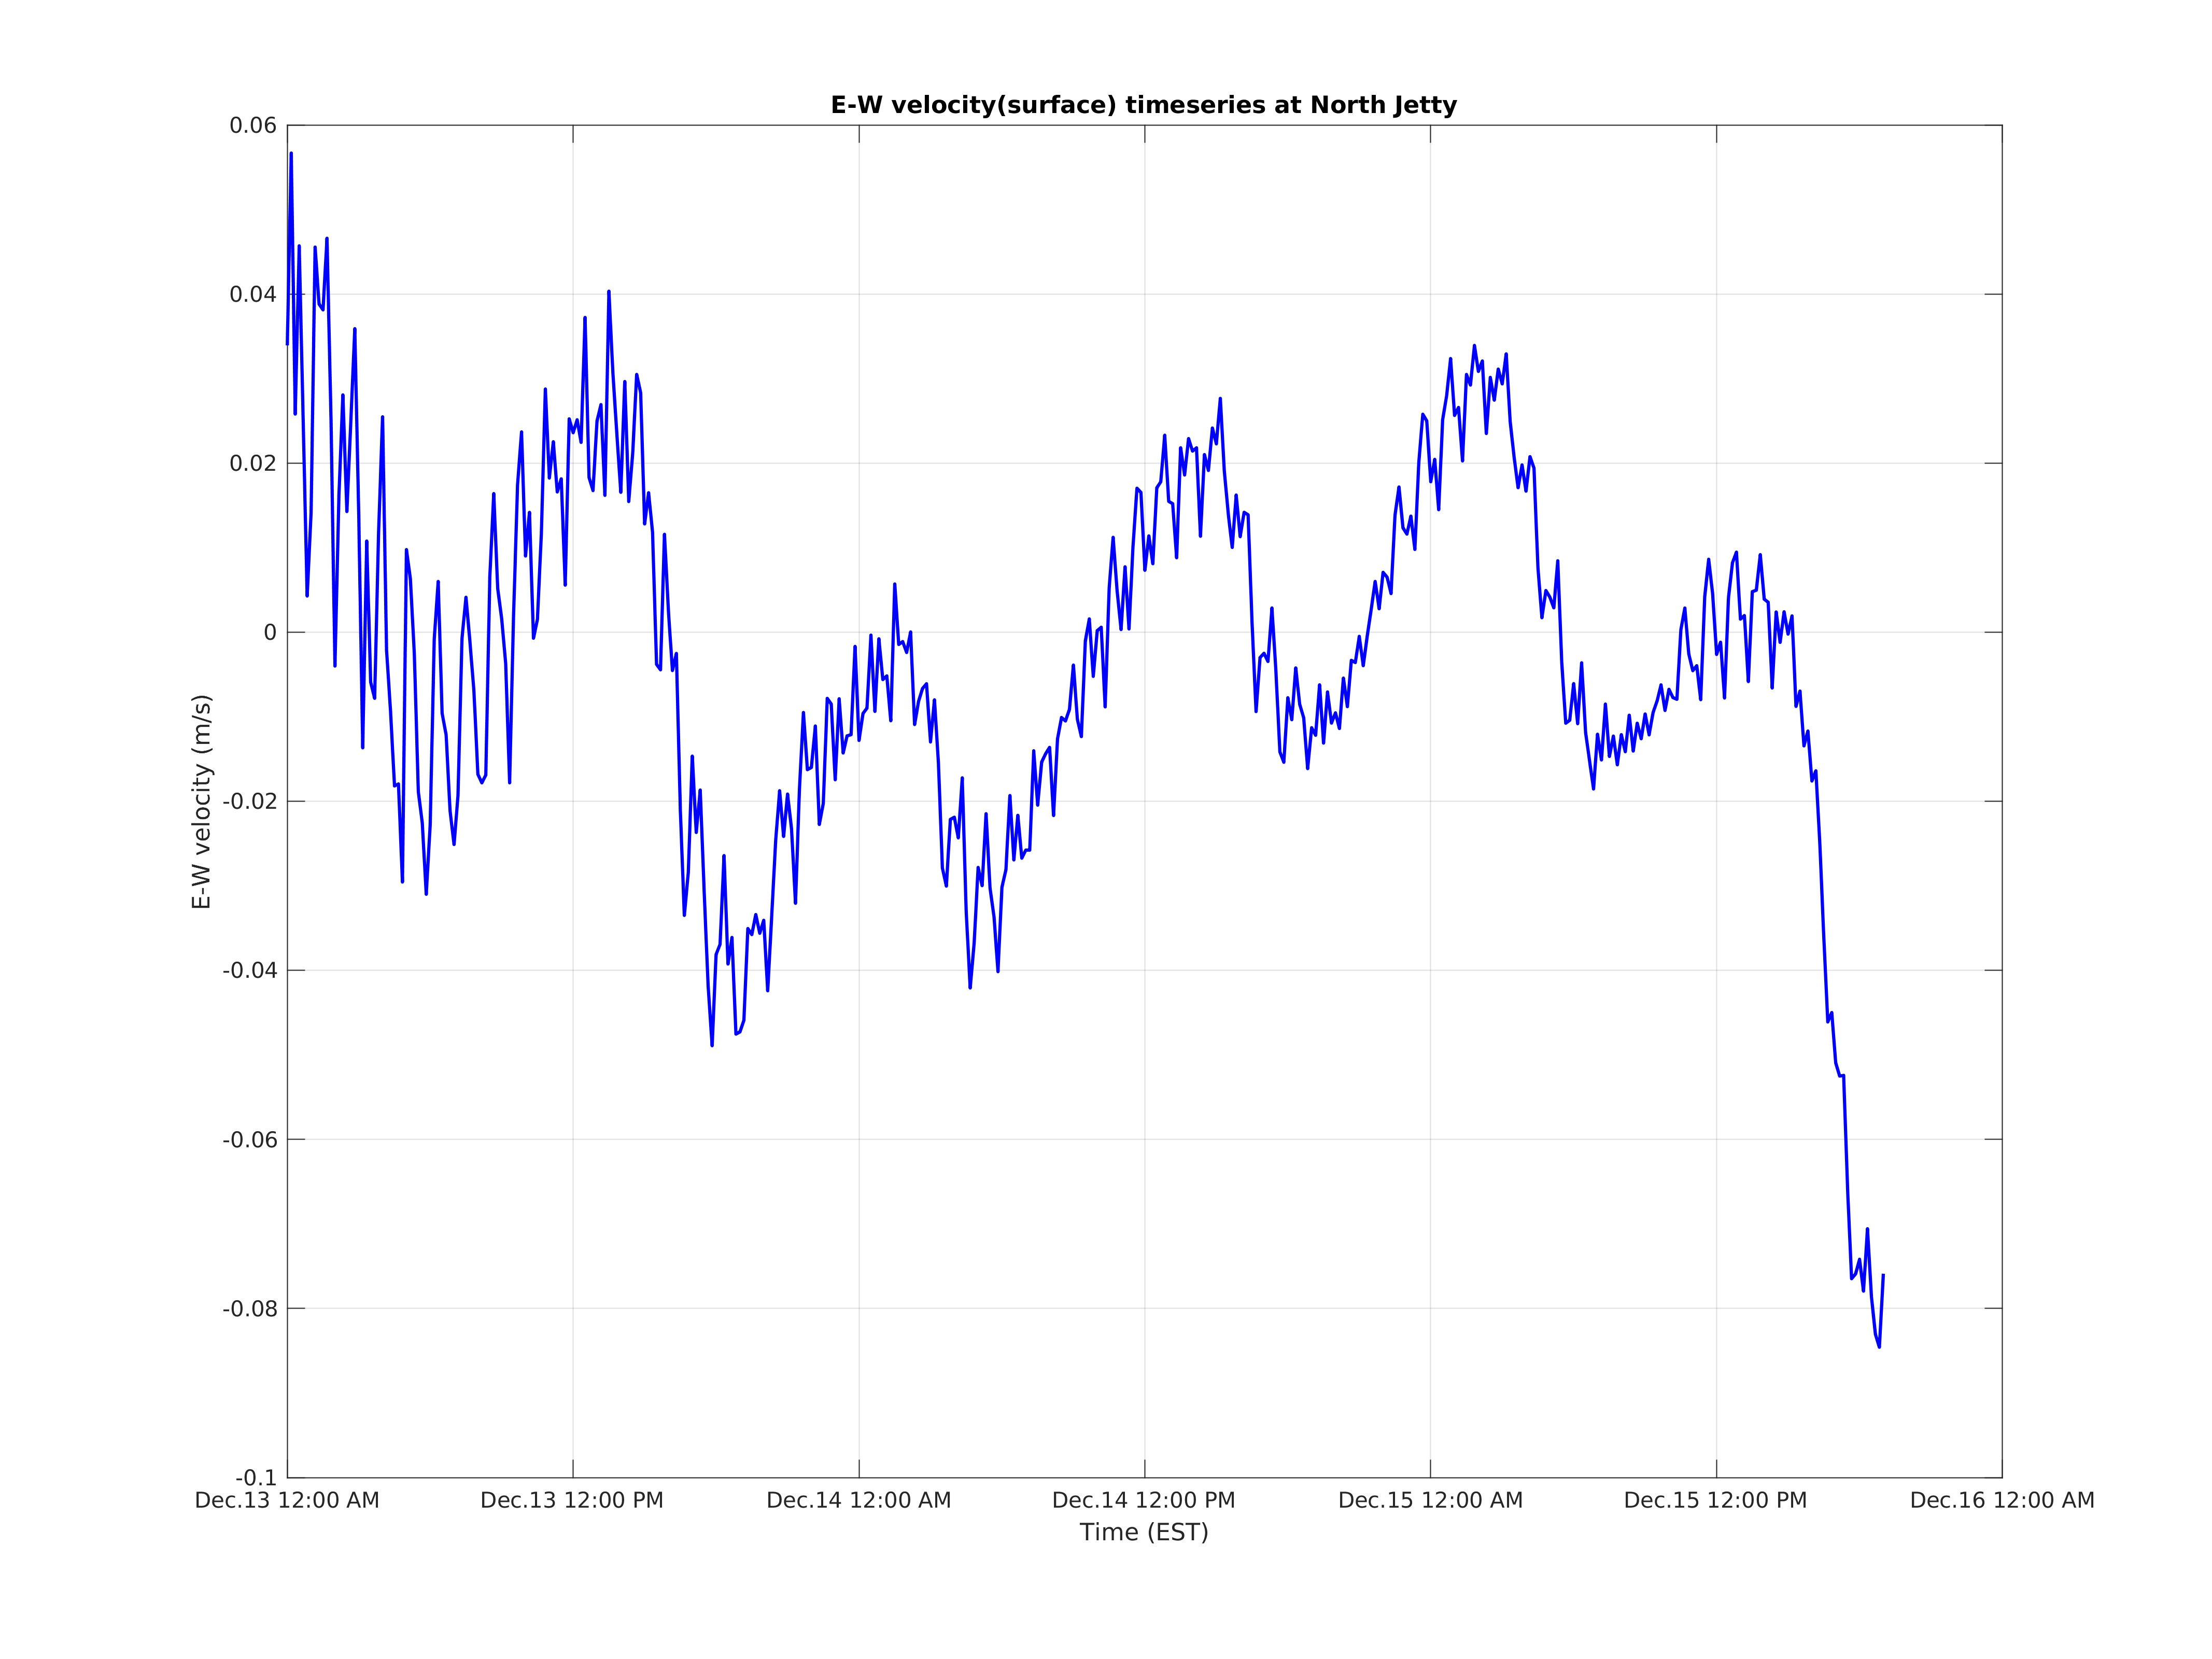 E-W velocity(surface) timeseries at North Jetty
0.06
0.04
0.02
0
-0.02
-0.04
-0.06
-0.08
-0.1
E-W velocity (m/s)
Dec.13 12:00 AM
Dec.13 12:00 PM
Dec.14 12:00 AM
Dec.14 12:00 PM
Dec.15 12:00 AM
Dec.15 12:00 PM
Dec.16 12:00 AM
Time (EST)